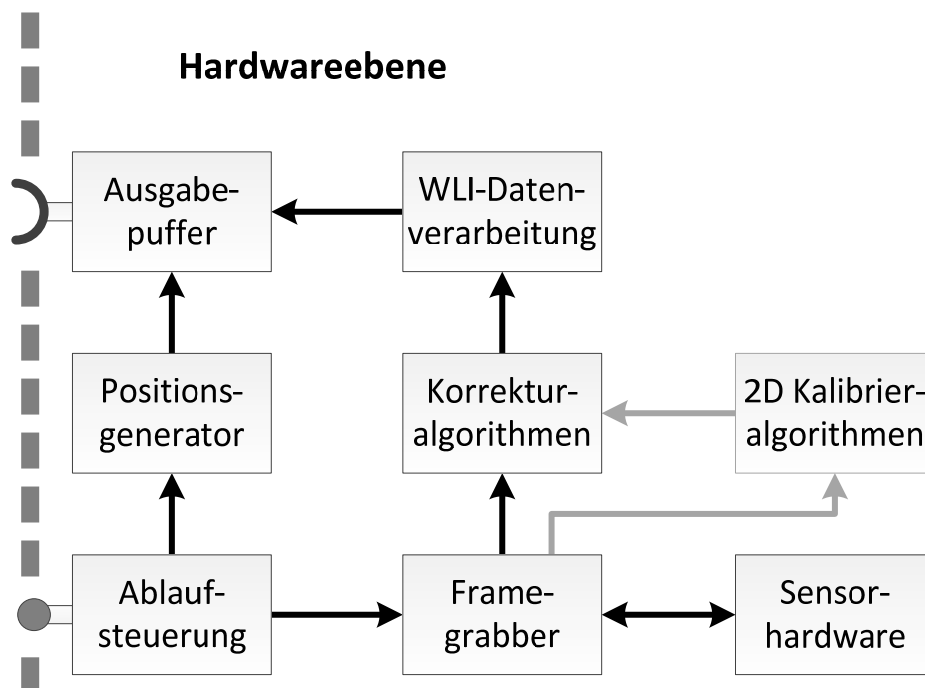 Hardwareebene
Ausgabe-
puffer
WLI-Daten-
verarbeitung
Positions-
generator
Korrektur-
algorithmen
2D Kalibrier-
algorithmen
Ablauf-
steuerung
Frame-
grabber
Sensor-
hardware